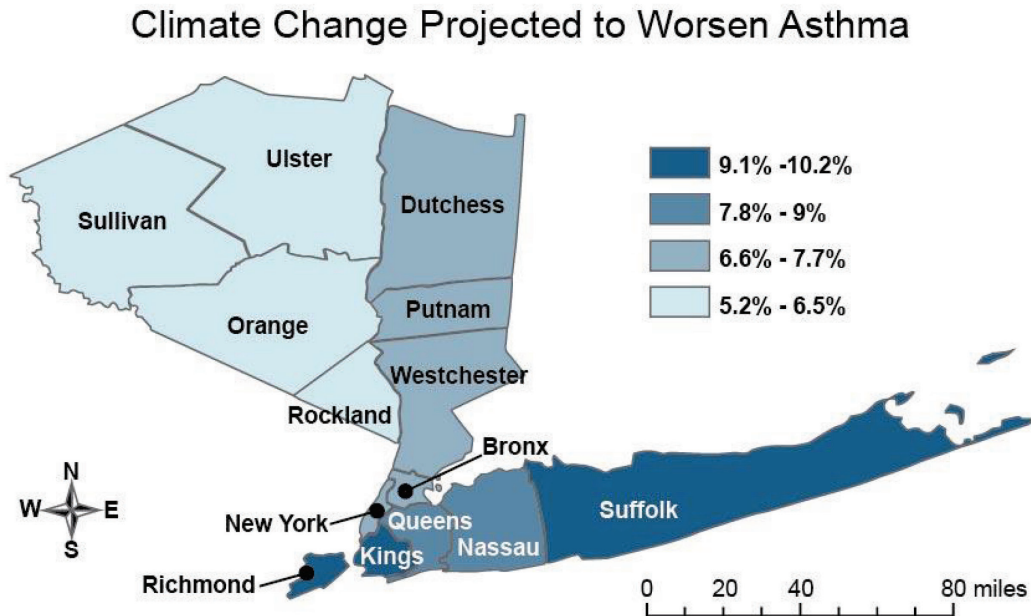 Climate Change Projected to Worsen Asthma
Ulster
Sullivan
Dutchess
Putnam
Orange
Westchester
Rockland
Bronx
New York
Queens
Kings
Nassau
Suffolk
Richmond
9.1% -10.2%
7.8% - 9%
6.6% - 7.7%
5.2% - 6.5%
N
W E
S
0 20 40 80 miles